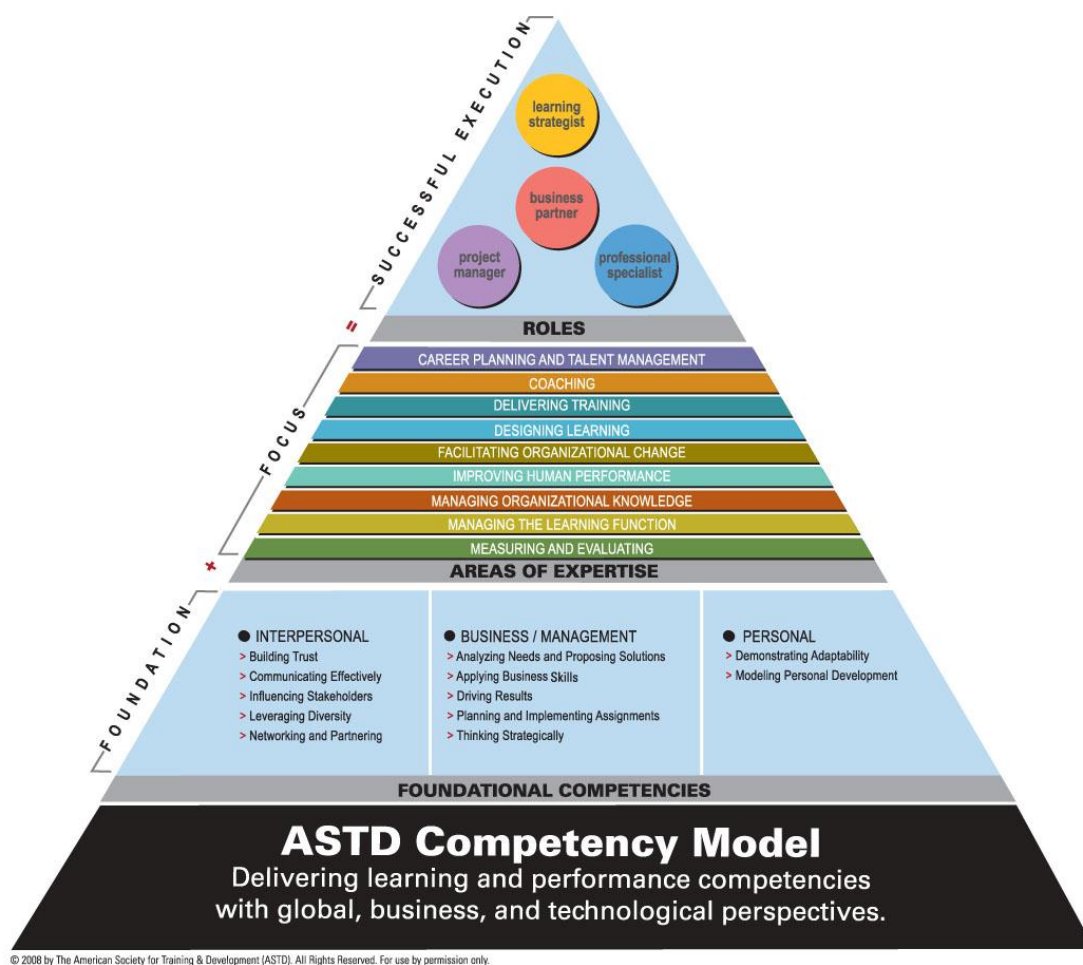 SUCCESSFUL EXECUTION
learning
strategist
business
partner
project
manager
professional
specialist
=
ROLES
FOCUS
CAREER PLANNING AND TALENT MANAGEMENT
COACHING
DELIVERING TRAINING
DESIGNING LEARNING
FACILITATING ORGANIZATIONAL CHANGE
IMPROVING HUMAN PERFORMANCE
MANAGING ORGANIZATIONAL KNOWLEDGE
MANAGING THE LEARNING FUNCTION
MEASURING AND EVALUATING
+
AREAS OF EXPERTISE
FOUNDATION
● INTERPERSONAL
> Building Trust
> Communicating Effectively
> Influencing Stakeholders
> Leveraging Diversity
> Networking and Partnering
● BUSINESS / MANAGEMENT
> Analyzing Needs and Proposing Solutions
> Applying Business Skills
> Driving Results
> Planning and Implementing Assignments
> Thinking Strategically
● PERSONAL
> Demonstrating Adaptability
> Modeling Personal Development
FOUNDATIONAL COMPETENCIES
ASTD Competency Model
Delivering learning and performance competencies
with global, business, and technological perspectives.
© 2008 by The American Society for Training & Development (ASTD). All Rights Reserved. For use by permission only.